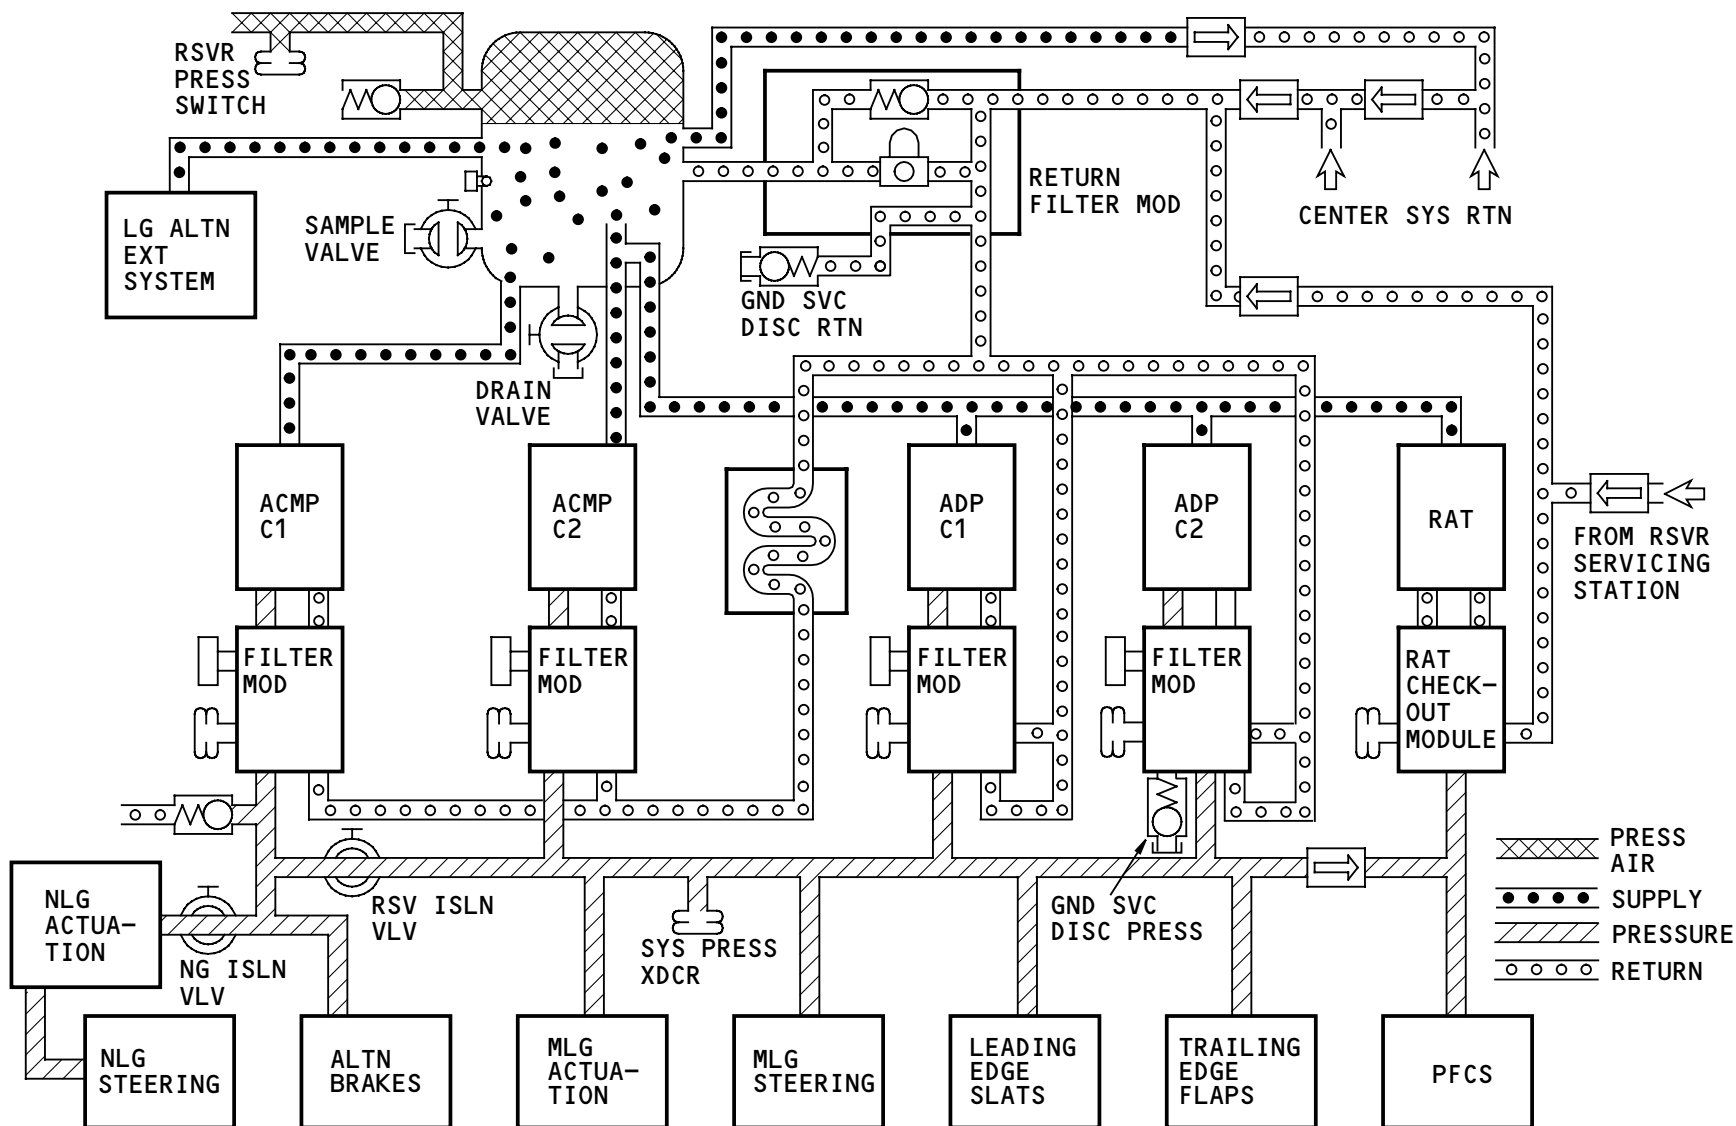 RSVR
PRESS
SWITCH
LG ALTN
EXT
SYSTEM
SAMPLE
VALVE
DRAIN
VALVE
GND SVC
DISC RTN
RETURN
FILTER MOD
CENTER SYS RTN
FROM RSVR
SERVICING
STATION
ACMP
C1
ACMP
C2
ADP
C1
ADP
C2
RAT
FILTER
MOD
FILTER
MOD
FILTER
MOD
FILTER
MOD
RAT
CHECK-
OUT
MODULE
NLG
ACTUA-
TION
NG ISLN
VLV
RSV ISLN
VLV
SYS PRESS
XDCR
GND SVC
DISC PRESS
PRESS
AIR
SUPPLY
PRESSURE
RETURN
NLG
STEERING
ALTN
BRAKES
MLG
ACTUA-
TION
MLG
STEERING
LEADING
EDGE
SLATS
TRAILING
EDGE
FLAPS
PFCS